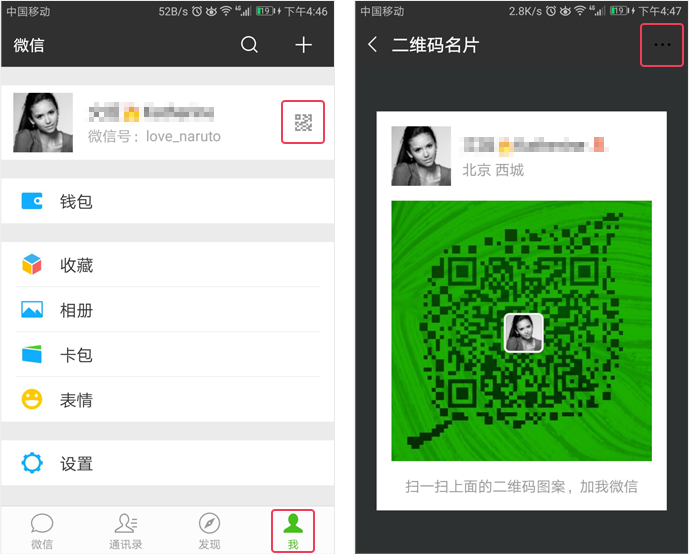 中国移动 52B/s 4G 19 下午4:46
微信
微信号：love_naruto
钱包
收藏
相册
卡包
表情
设置
微信 通讯录 发现 我
中国移动 2.8K/s 4G 19 下午4:47
二维码名片
北京 西城
扫一扫上面的二维码图案，加我微信